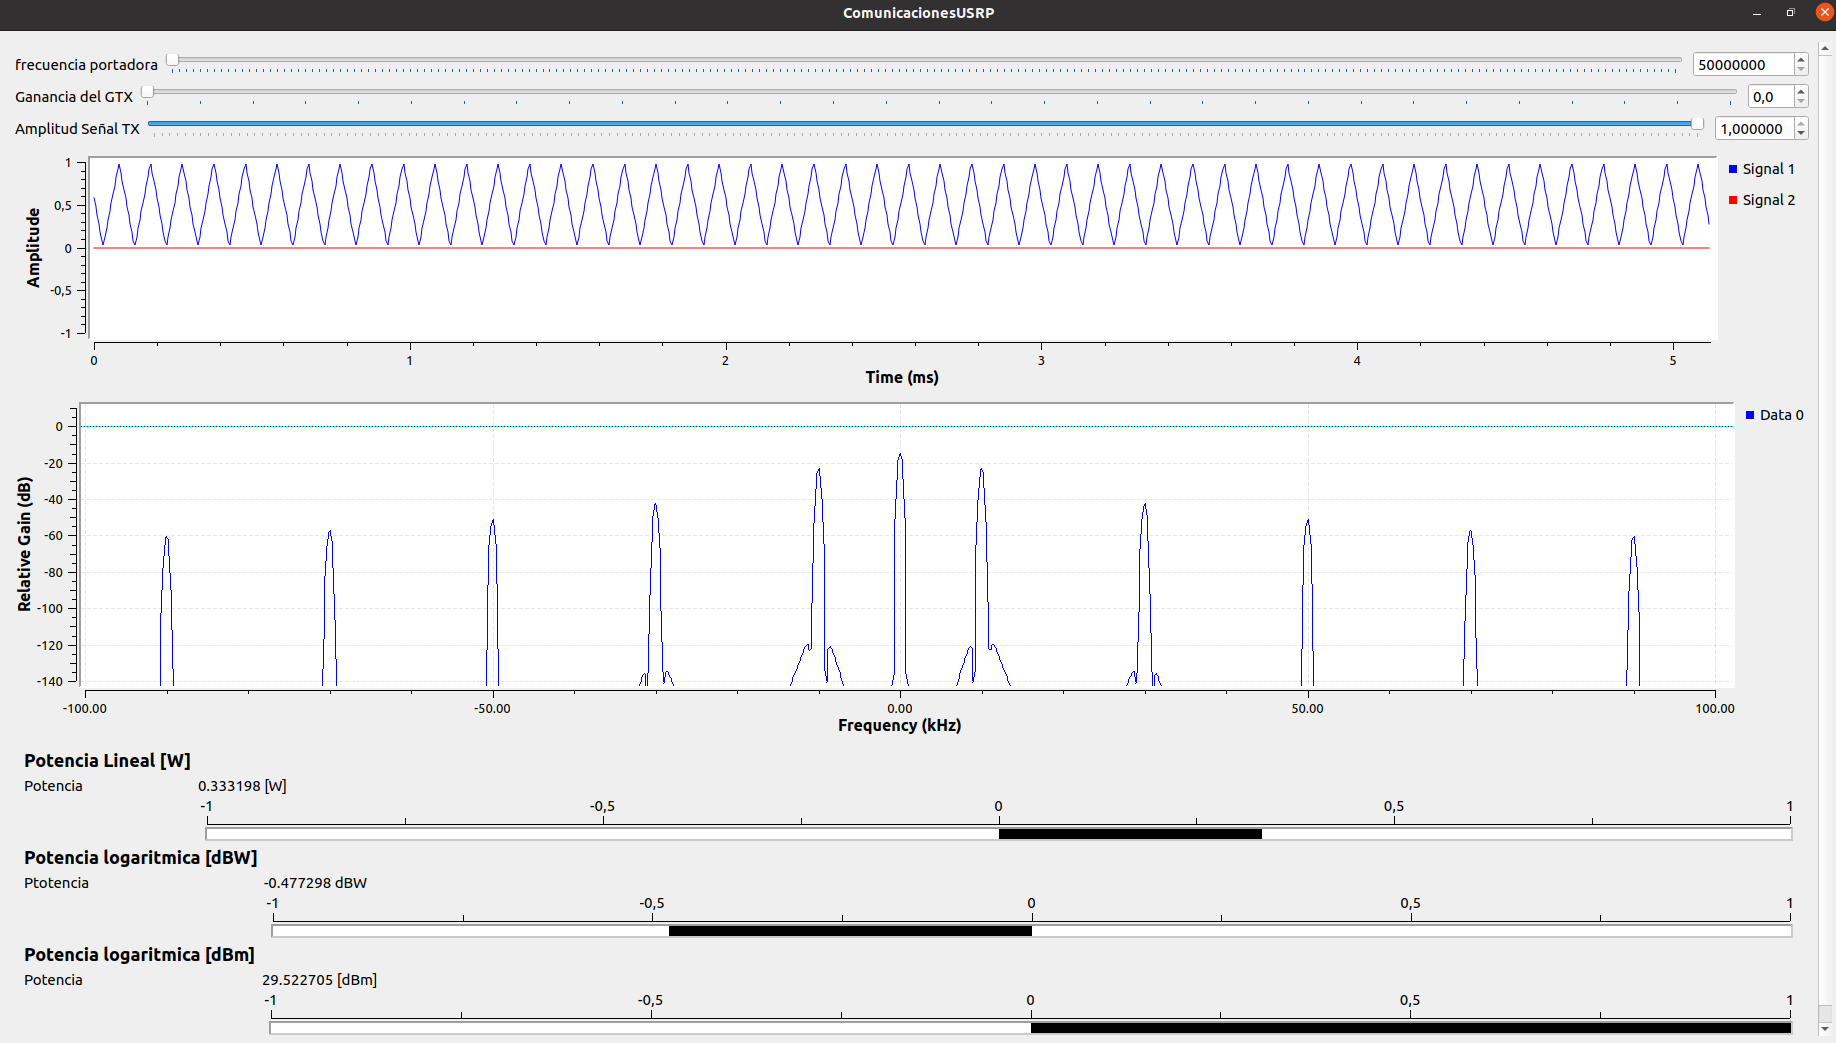 ComunicacionesUSRP
frecuencia portadora 50000000
Ganancia del GTX 0,0
Amplitud Señal TX 1,000000
Amplitude
1
0,5
0
-0,5
-1
Signal 1
Signal 2
0 1 2 3 4 5
Time (ms)
Relative Gain (dB)
0
-20
-40
-60
-80
-100
-120
-140
Data 0
-100.00 -50.00 0.00 50.00 100.00
Frequency (kHz)
Potencia Lineal [W]
Potencia 0.333198 [W]
-1 -0,5 0 0,5 1
Potencia logaritmica [dBW]
Ptotencia -0.477298 dBW
-1 -0,5 0 0,5 1
Potencia logaritmica [dBm]
Potencia 29.522705 [dBm]
-1 -0,5 0 0,5 1